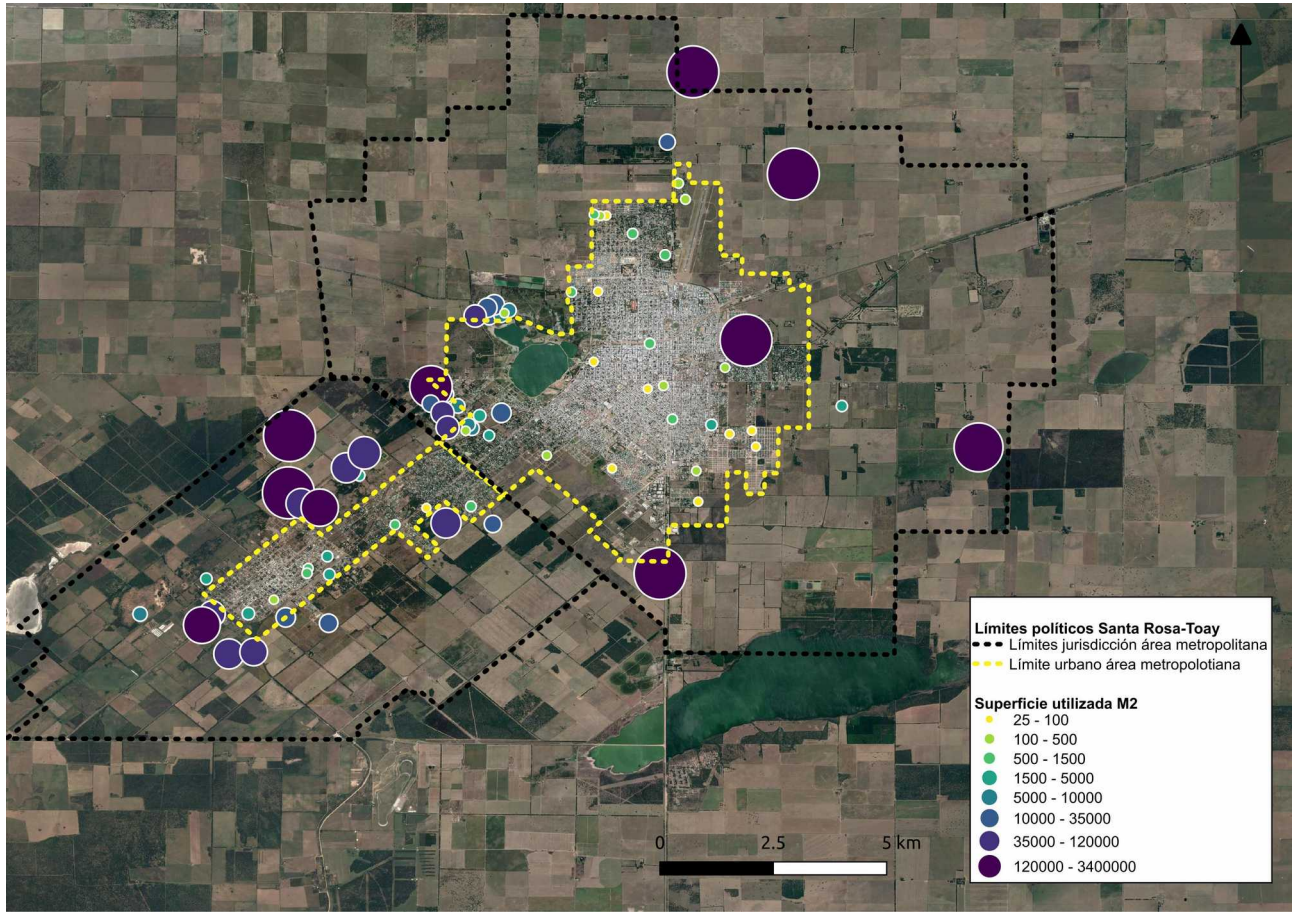 Límites políticos Santa Rosa-Toay
Límites jurisdicción área metropolitana
Límite urbano área metropolotiana
Superficie utilizada M2
25 - 100
100 - 500
500 - 1500
1500 - 5000
5000 - 10000
10000 - 35000
35000 - 120000
120000 - 3400000
0 2.5 5 km